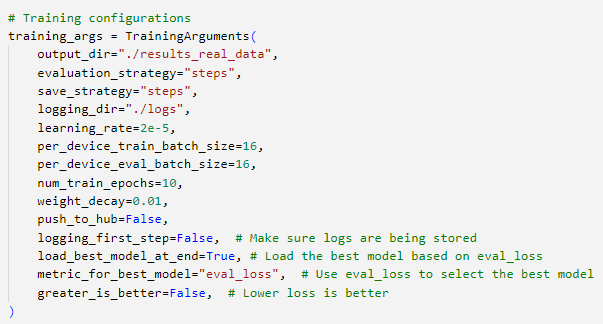 # Training configurations
training_args = TrainingArguments(
    output_dir="./results_real_data",
    evaluation_strategy="steps",
    save_strategy="steps",
    logging_dir="./logs",
    learning_rate=2e-5,
    per_device_train_batch_size=16,
    per_device_eval_batch_size=16,
    num_train_epochs=10,
    weight_decay=0.01,
    push_to_hub=False,
    logging_first_step=False,  # Make sure logs are being stored
    load_best_model_at_end=True, # Load the best model based on eval_loss
    metric_for_best_model="eval_loss",  # Use eval_loss to select the best model
    greater_is_better=False,  # Lower loss is better
)